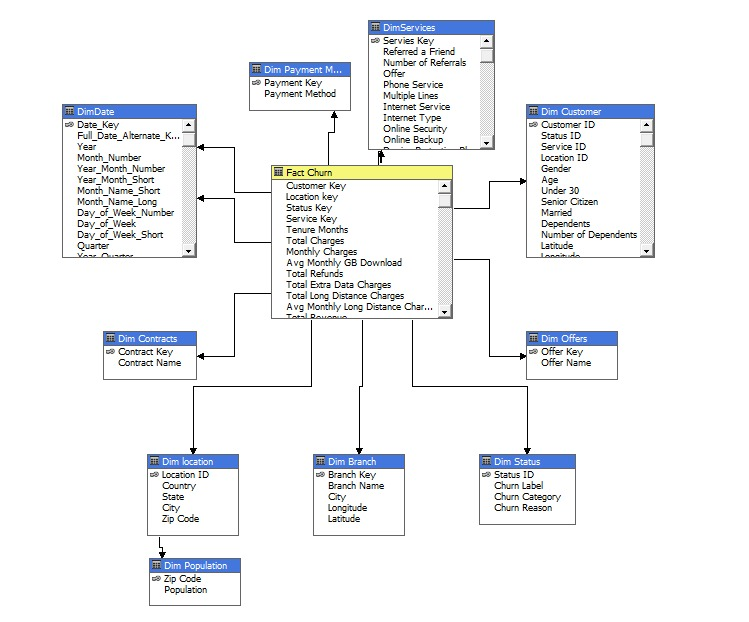 DimServices
Servies Key
Referred a Friend
Number of Referrals
Offer
Phone Service
Multiple Lines
Internet Service
Internet Type
Online Security
Online Backup
Dim Payment M...
Payment Key
Payment Method
DimDate
Date_Key
Full_Date_Alternate_K...
Year
Month_Number
Year_Month_Number
Year_Month_Short
Month_Name_Short
Month_Name_Long
Day_of_Week_Number
Day_of_Week
Day_of_Week_Short
Quarter
Year_Quarter
Dim Customer
Customer ID
Status ID
Service ID
Location ID
Gender
Age
Under 30
Senior Citizen
Married
Dependents
Number of Dependents
Latitude
Longitude
Fact Churn
Customer Key
Location key
Status Key
Service Key
Tenure Months
Total Charges
Monthly Charges
Avg Monthly GB Download
Total Refunds
Total Extra Data Charges
Total Long Distance Charges
Avg Monthly Long Distance Char...
Total Revenue
Dim Contracts
Contract Key
Contract Name
Dim Offers
Offer Key
Offer Name
Dim location
Location ID
Country
State
City
Zip Code
Dim Branch
Branch Key
Branch Name
City
Longitude
Latitude
Dim Status
Status ID
Churn Label
Churn Category
Churn Reason
Dim Population
Zip Code
Population